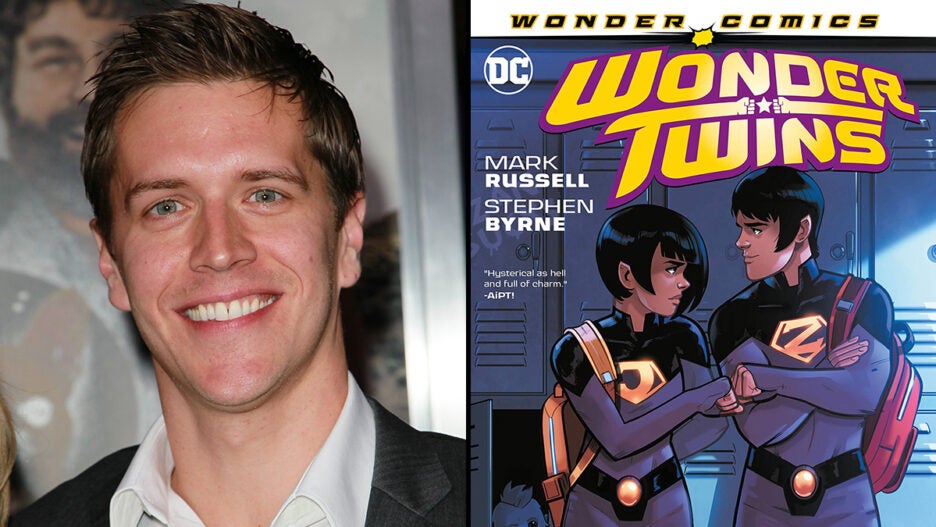 WONDER COMICS
DC
WONDER
TWINS
MARK
RUSSELL
STEPHEN
BYRNE
"Hysterical as hell
and full of charm."
-AiPT!
Z